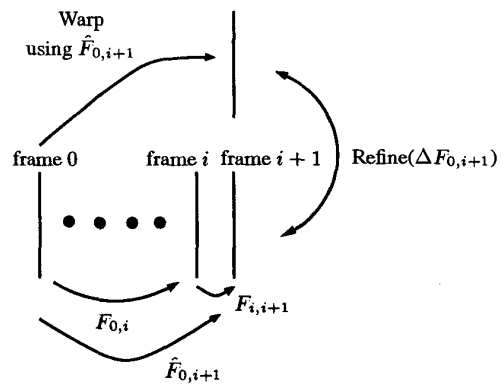 Warp
using F̂₀,ᵢ₊₁
frame 0
frame i
frame i + 1
Refine(ΔF₀,ᵢ₊₁)
F₀,ᵢ
Fᵢ,ᵢ₊₁
F̂₀,ᵢ₊₁